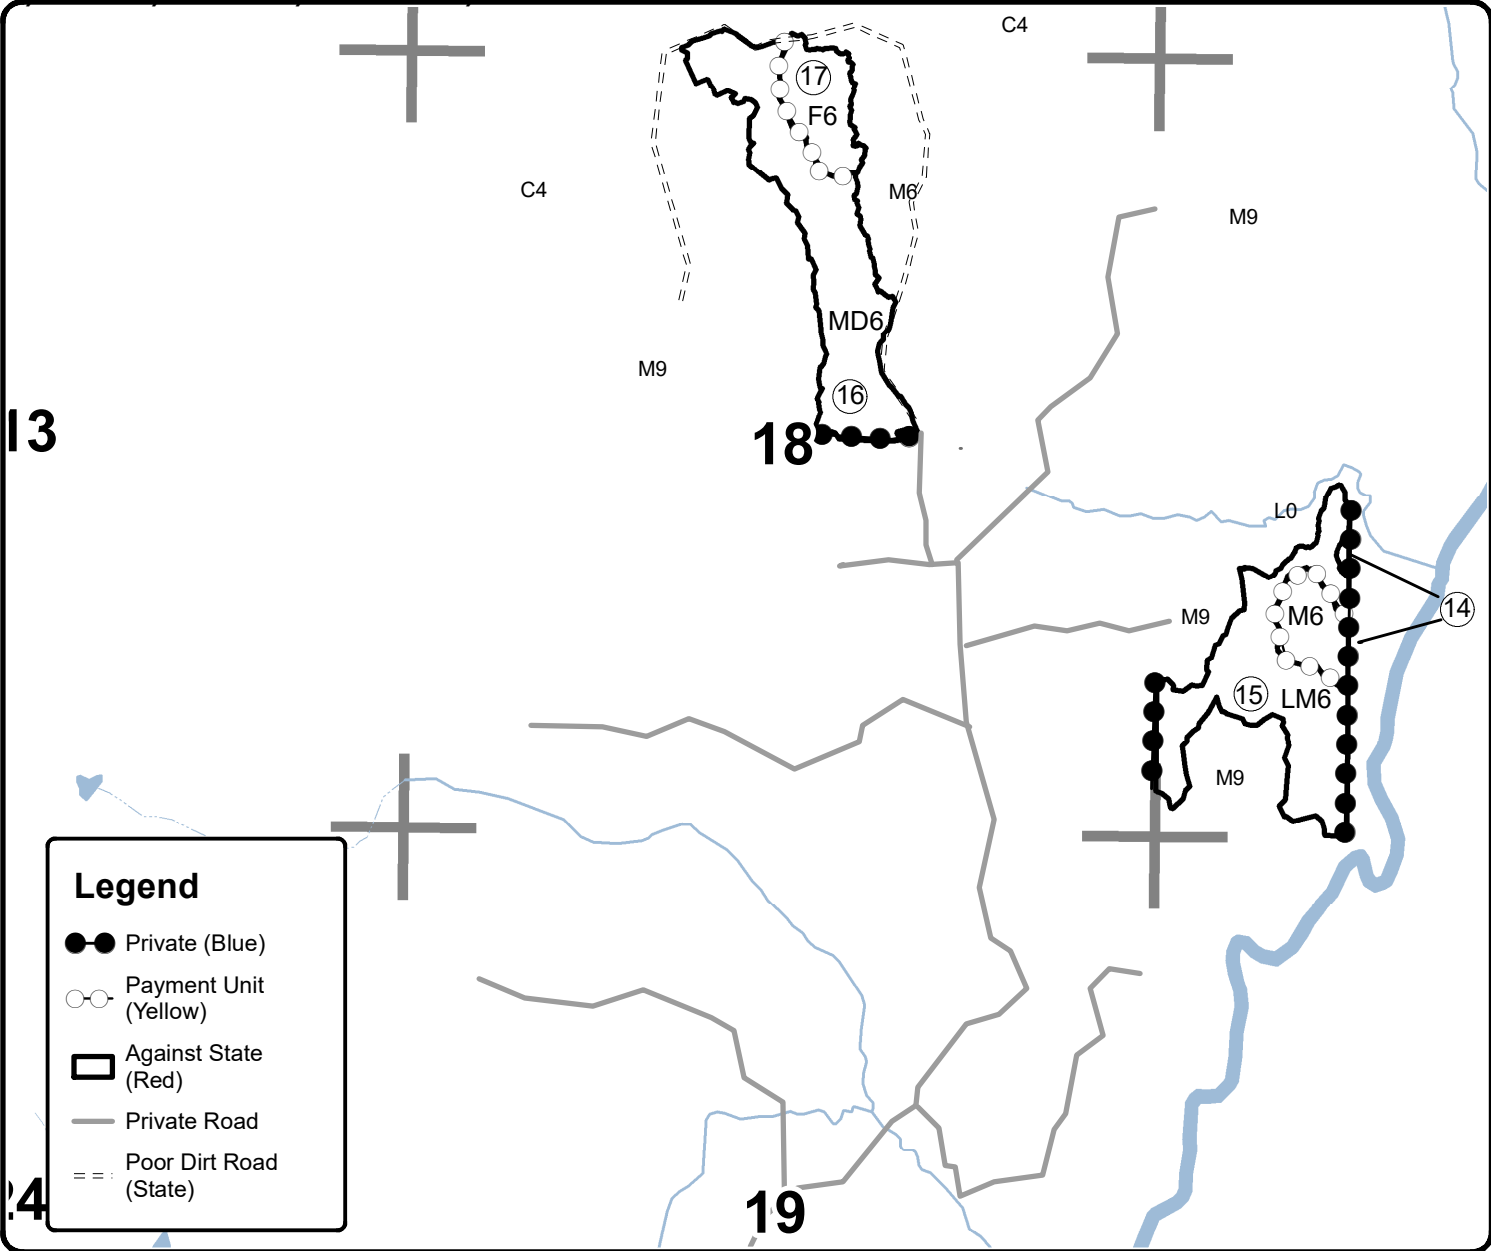 C4
17
F6
C4
M6
M9
MD6
M9
16
13
18
L0
14
M9
M6
15
LM6
M9
Legend
Private (Blue)
Payment Unit
(Yellow)
Against State
(Red)
Private Road
Poor Dirt Road
(State)
24
19